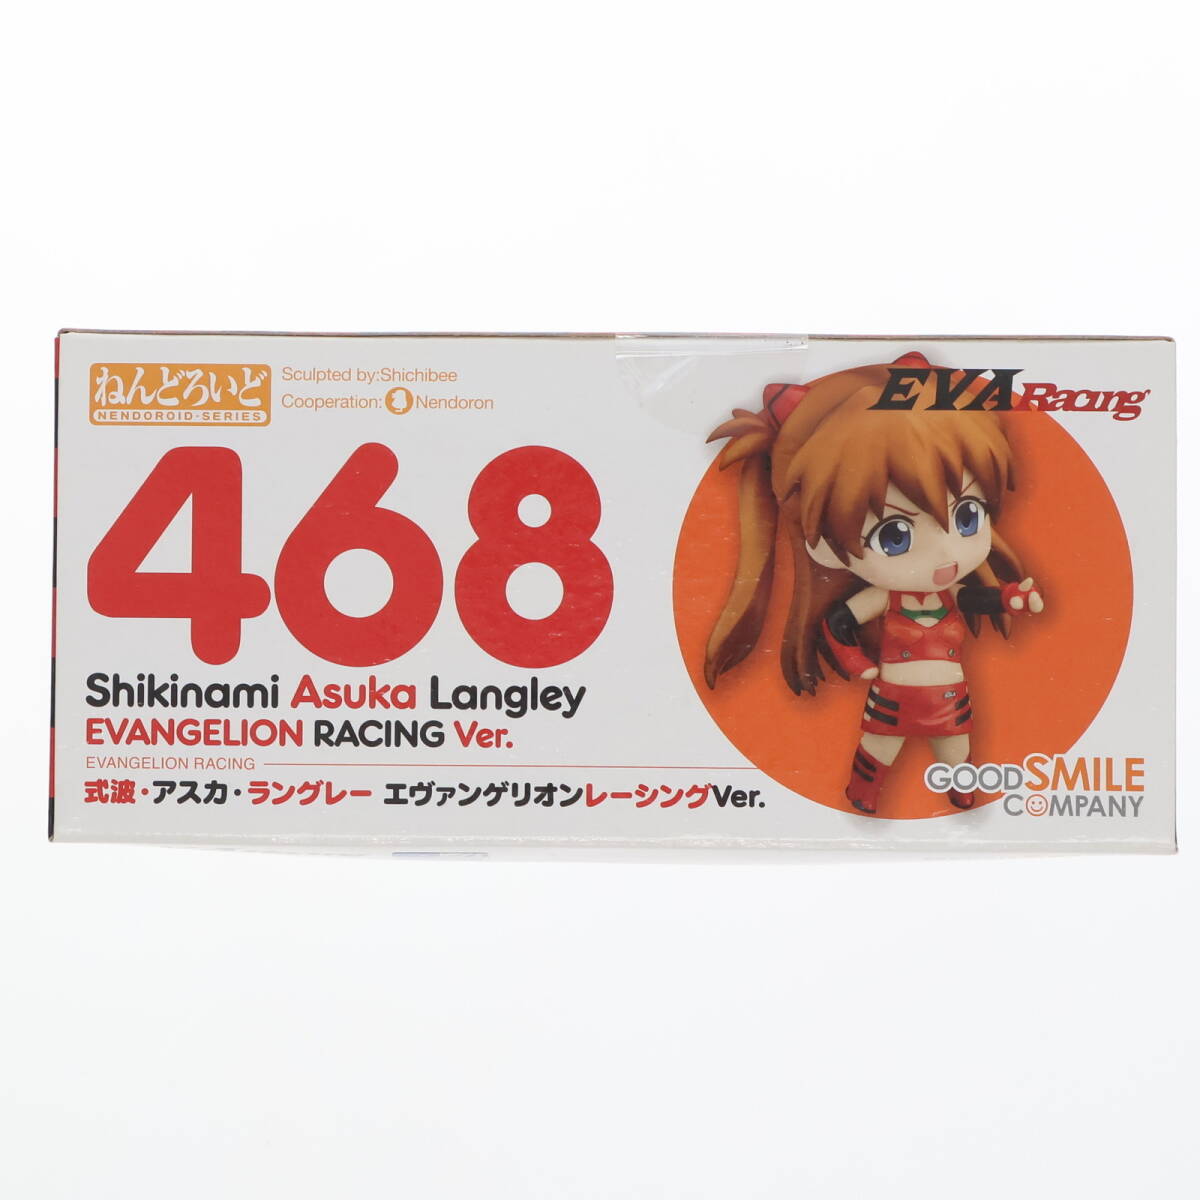 ねんどろいど
NENDOROID・SERIES
Sculpted by:Shichibee
Cooperation: Nendoron
468
Shikinami Asuka Langley
EVANGELION RACING Ver.
EVANGELION RACING
式波・アスカ・ラングレー エヴァンゲリオンレーシングVer.
EVA Racing
GOOD SMILE
COMPANY